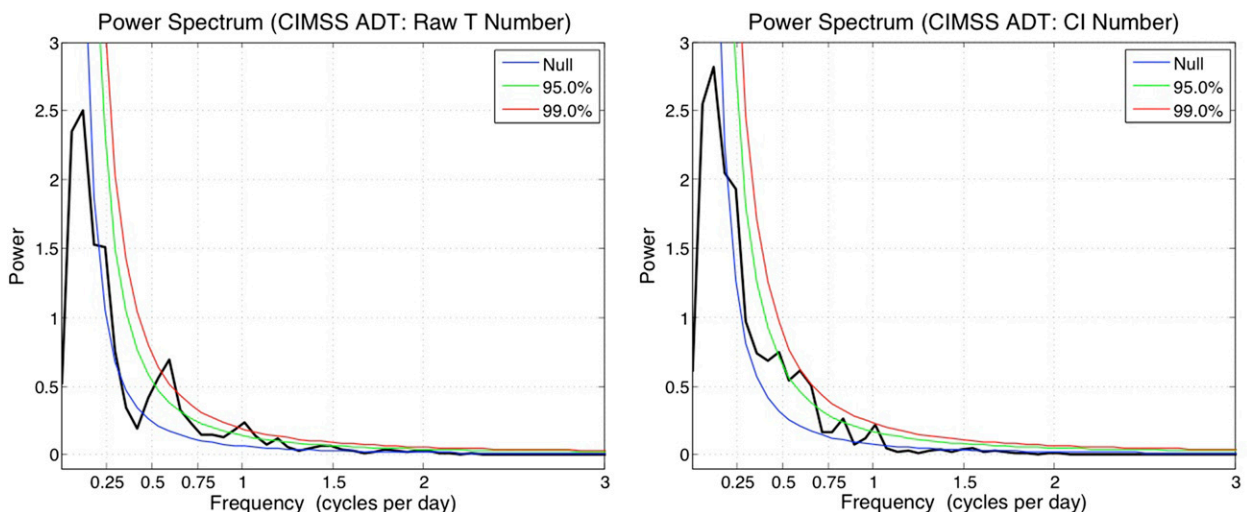 Power Spectrum (CIMSS ADT: Raw T Number)
3
2.5
2
1.5
1
0.5
0
Power
Null
95.0%
99.0%
0.25 0.5 0.75 1 1.5 2 3
Frequency (cycles per day)
Power Spectrum (CIMSS ADT: CI Number)
3
2.5
2
1.5
1
0.5
0
Power
Null
95.0%
99.0%
0.25 0.5 0.75 1 1.5 2 3
Frequency (cycles per day)